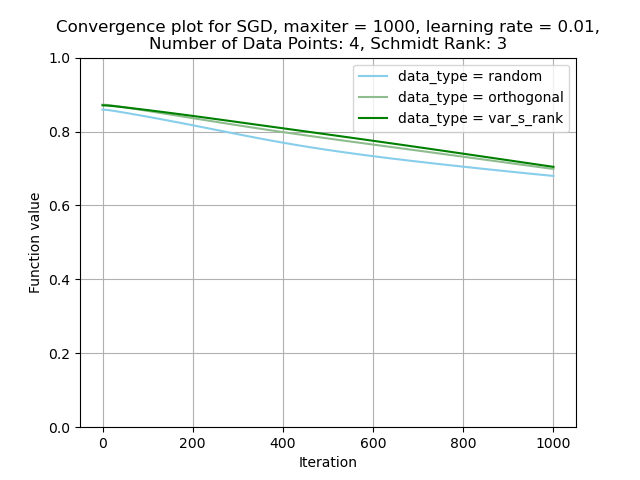 Convergence plot for SGD, maxiter = 1000, learning rate = 0.01,
Number of Data Points: 4, Schmidt Rank: 3
1.0
0.8
0.6
0.4
0.2
0.0
Function value
data_type = random
data_type = orthogonal
data_type = var_s_rank
0
200
400
600
800
1000
Iteration